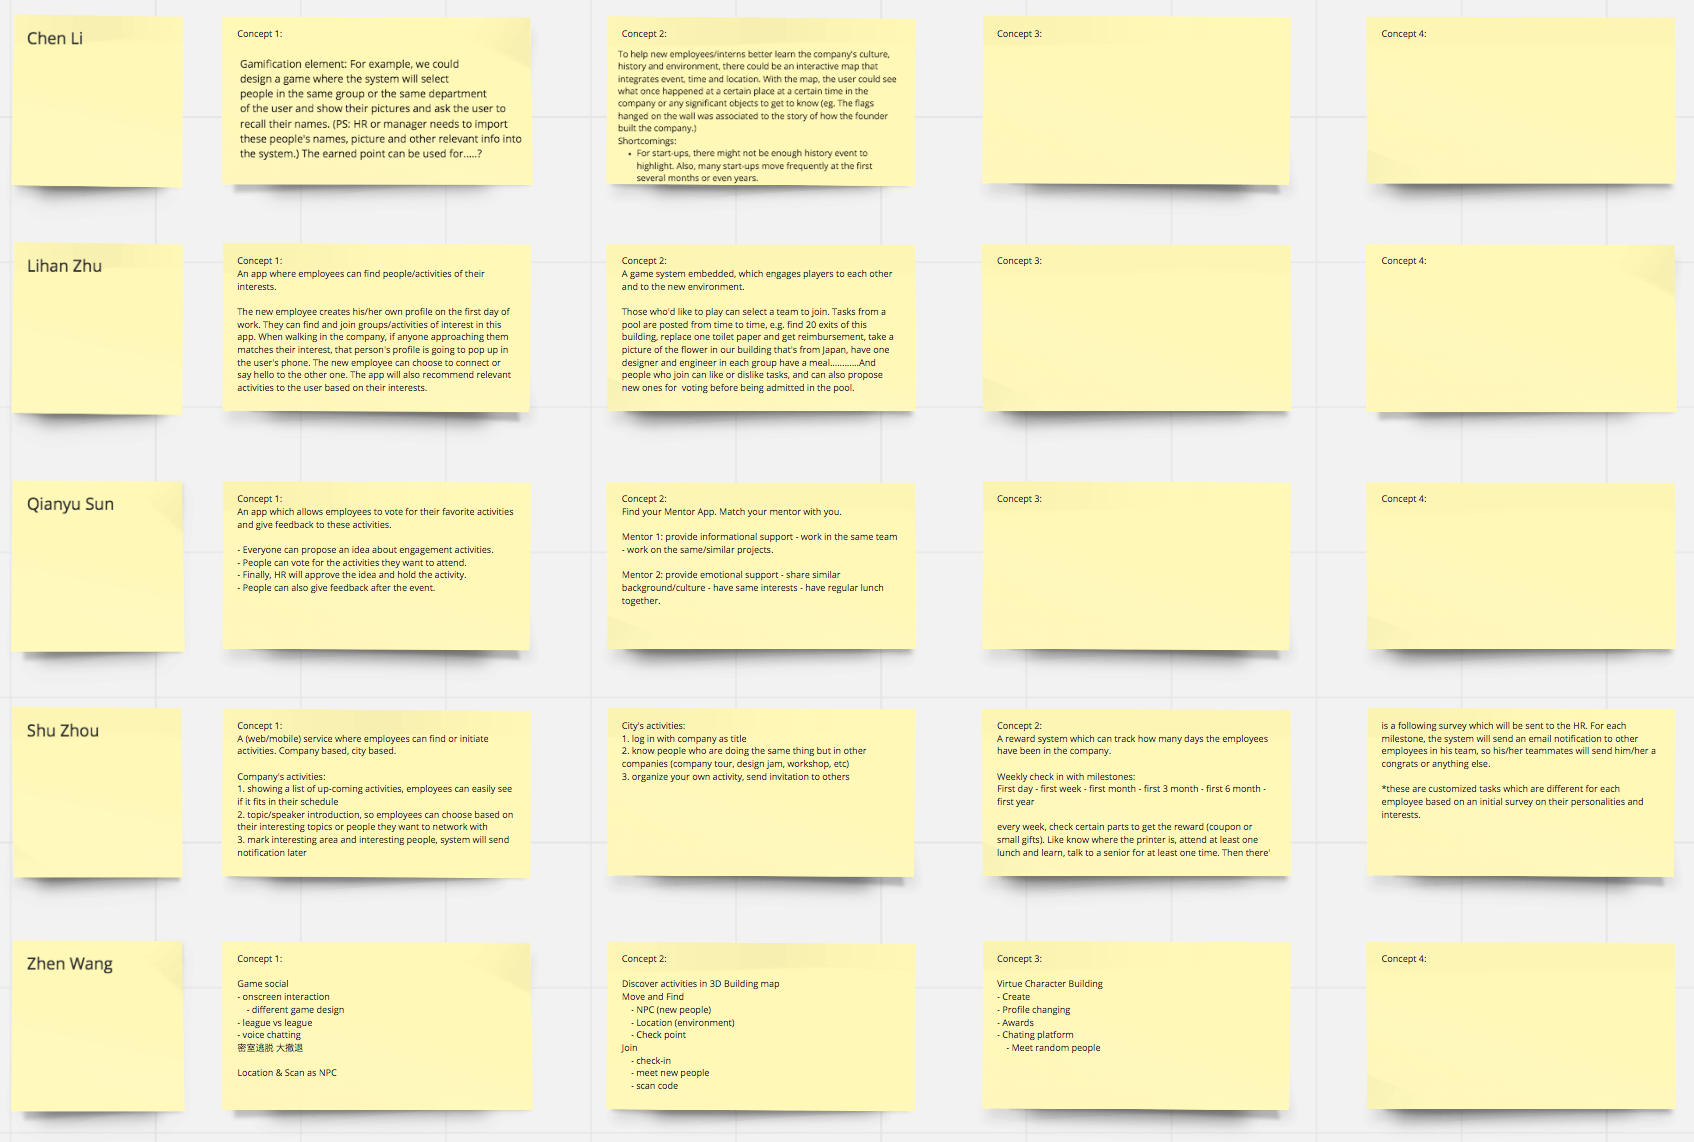 Chen Li
Concept 1:
Gamification element: For example, we could
design a game where the system will select
people in the same group or the same department
of the user and show their pictures and ask the user to
recall their names. (PS: HR or manager needs to import
these people's names, picture and other relevant info into
the system.) The earned point can be used for.....?
Concept 2:
To help new employees/interns better learn the company's culture,
history and environment, there could be an interactive map that
integrates event, time and location. With the map, the user could see
what once happened at a certain place at a certain time in the
company or any significant objects to get to know (eg. The flags
hanged on the wall was associated to the story of how the founder
built the company.)
Shortcomings:
• For start-ups, there might not be enough history event to
highlight. Also, many start-ups move frequently at the first
several months or even years.
Concept 3:
Concept 4:
Lihan Zhu
Concept 1:
An app where employees can find people/activities of their
interests.
The new employee creates his/her own profile on the first day of
work. They can find and join groups/activities of interest in this
app. When walking in the company, if anyone approaching them
matches their interest, that person's profile is going to pop up in
the user's phone. The new employee can choose to connect or
say hello to the other one. The app will also recommend relevant
activities to the user based on their interests.
Concept 2:
A game system embedded, which engages players to each other
and to the new environment.
Those who'd like to play can select a team to join. Tasks from a
pool are posted from time to time, e.g. find 20 exits of this
building, replace one toilet paper and get reimbursement, take a
picture of the flower in our building that's from Japan, have one
designer and engineer in each group have a meal............And
people who join can like or dislike tasks, and can also propose
new ones for  voting before being admitted in the pool.
Concept 3:
Concept 4:
Qianyu Sun
Concept 1:
An app which allows employees to vote for their favorite activities
and give feedback to these activities.
- Everyone can propose an idea about engagement activities.
- People can vote for the activities they want to attend.
- Finally, HR will approve the idea and hold the activity.
- People can also give feedback after the event.
Concept 2:
Find your Mentor App. Match your mentor with you.
Mentor 1: provide informational support - work in the same team
- work on the same/similar projects.
Mentor 2: provide emotional support - share similar
background/culture - have same interests - have regular lunch
together.
Concept 3:
Concept 4:
Shu Zhou
Concept 1:
A (web/mobile) service where employees can find or initiate
activities. Company based, city based.
Company's activities:
1. showing a list of up-coming activities, employees can easily see
if it fits in their schedule
2. topic/speaker introduction, so employees can choose based on
their interesting topics or people they want to network with
3. mark interesting area and interesting people, system will send
notification later
City's activities:
1. log in with company as title
2. know people who are doing the same thing but in other
companies (company tour, design jam, workshop, etc)
3. organize your own activity, send invitation to others
Concept 2:
A reward system which can track how many days the employees
have been in the company.
Weekly check in with milestones:
First day - first week - first month - first 3 month - first 6 month -
first year
every week, check certain parts to get the reward (coupon or
small gifts). Like know where the printer is, attend at least one
lunch and learn, talk to a senior for at least one time. Then there'
is a following survey which will be sent to the HR. For each
milestone, the system will send an email notification to other
employees in his team, so his/her teammates will send him/her a
congrats or anything else.
*these are customized tasks which are different for each
employee based on an initial survey on their personalities and
interests.
Zhen Wang
Concept 1:
Game social
- onscreen interaction
- different game design
- league vs league
- voice chatting
密室逃脱 大撤退
Location & Scan as NPC
Concept 2:
Discover activities in 3D Building map
Move and Find
- NPC (new people)
- Location (environment)
- Check point
Join
- check-in
- meet new people
- scan code
Concept 3:
Virtue Character Building
- Create
- Profile changing
- Awards
- Chating platform
- Meet random people
Concept 4: